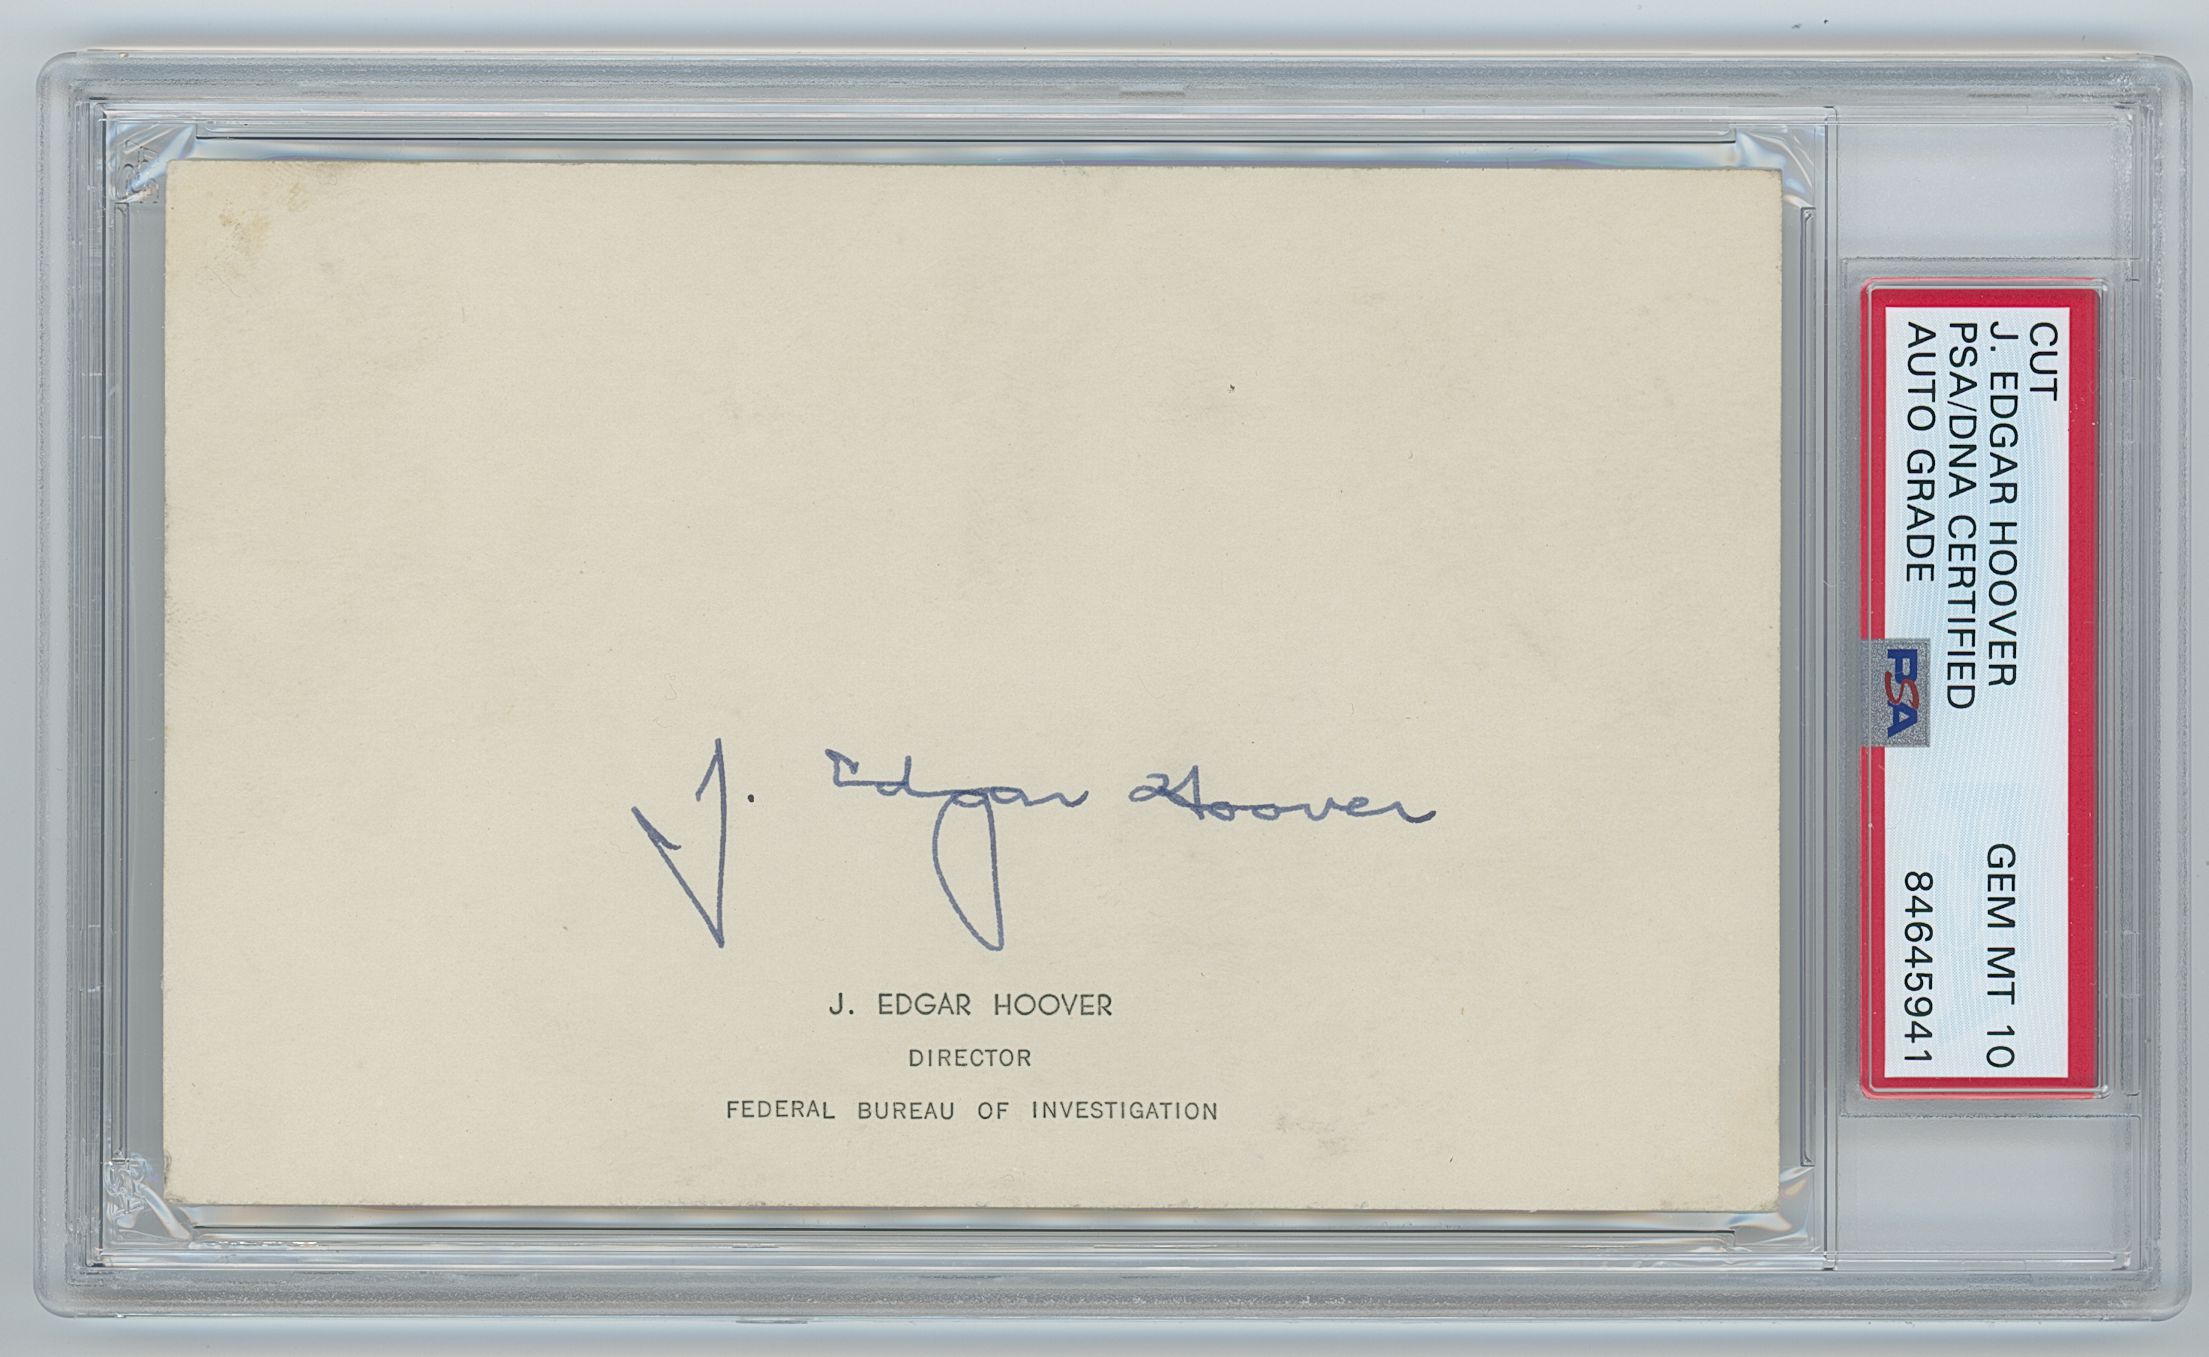 J. Edgar Hoover
J. EDGAR HOOVER
DIRECTOR
FEDERAL BUREAU OF INVESTIGATION
CUT
J. EDGAR HOOVER GEM MT 10
PSA/DNA CERTIFIED
AUTO GRADE 84645941
PSA